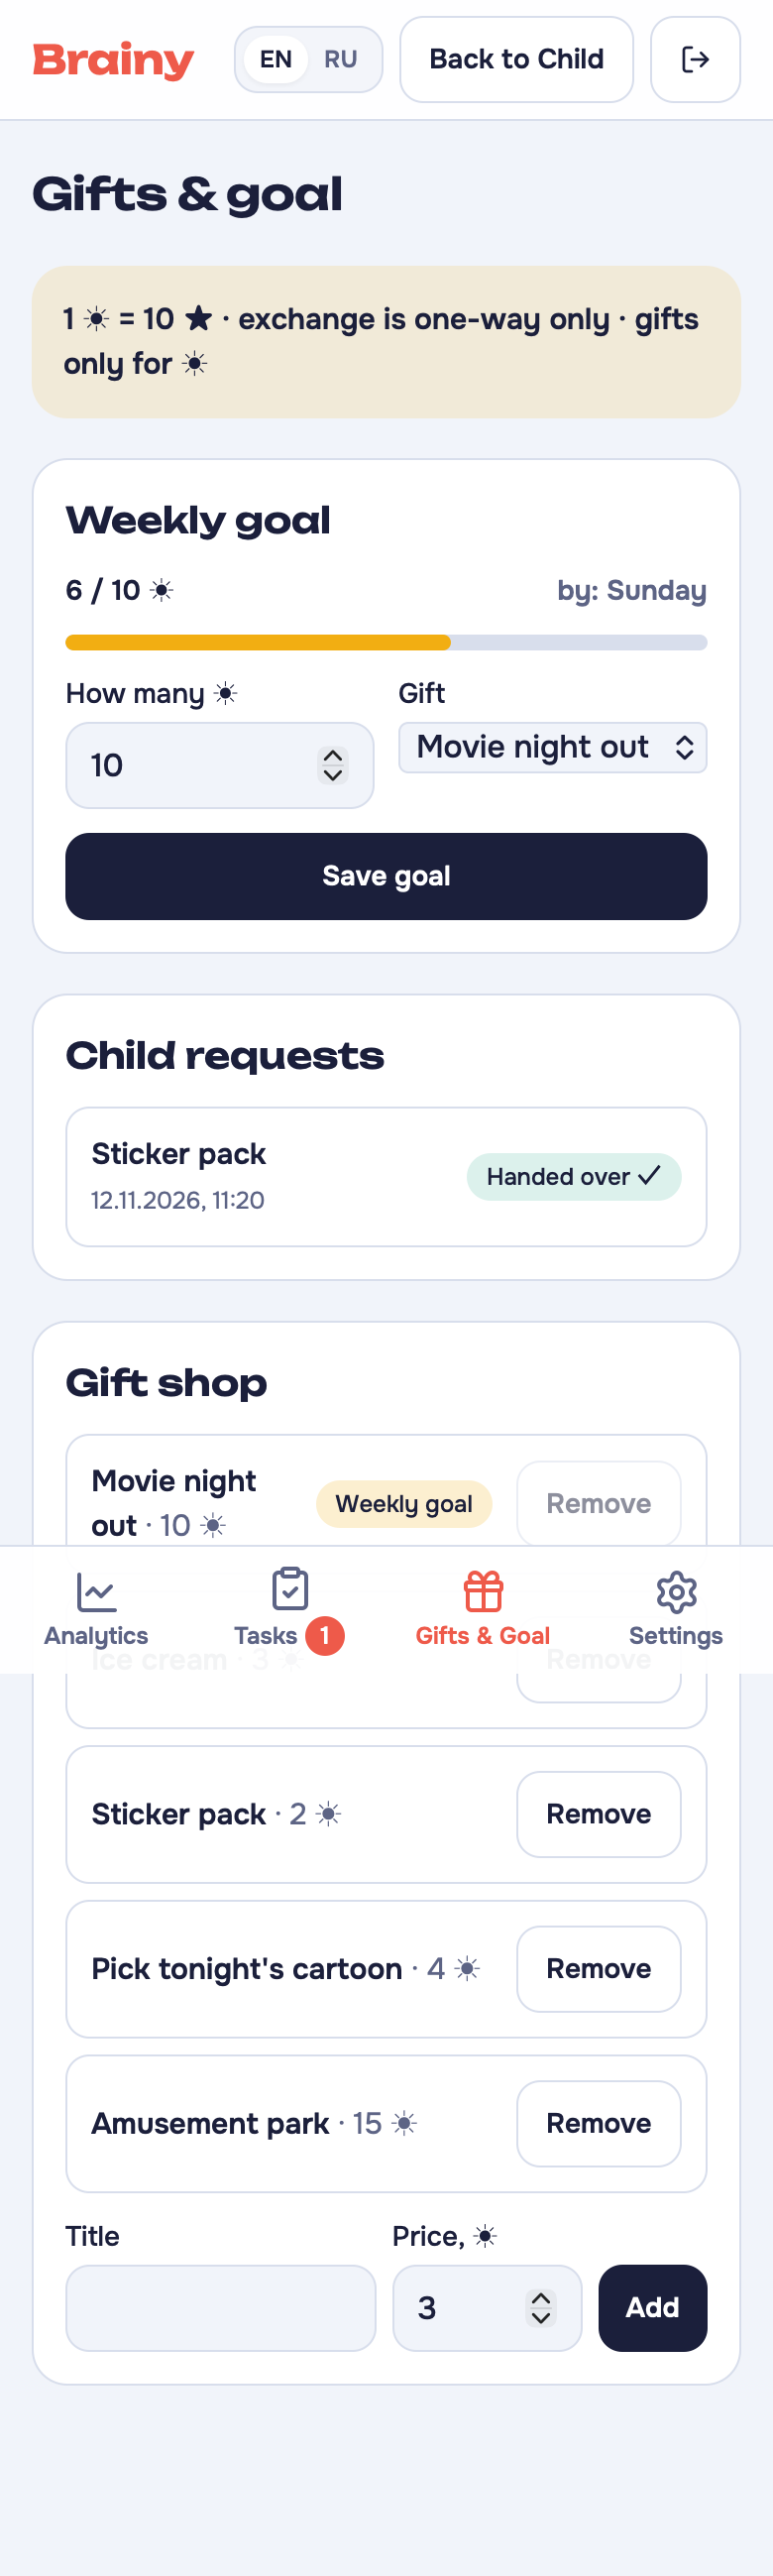 Brainy
EN RU
Back to Child
Gifts & goal
1 ☀ = 10 ★ · exchange is one-way only · gifts
only for ☀
Weekly goal
6 / 10 ☀
by: Sunday
How many ☀
Gift
10
Movie night out
Save goal
Child requests
Sticker pack
12.11.2026, 11:20
Handed over ✓
Gift shop
Movie night
out · 10 ☀
Weekly goal
Remove
Analytics
Tasks 1
Gifts & Goal
Settings
Ice cream · 3 ☀
Remove
Sticker pack · 2 ☀
Remove
Pick tonight's cartoon · 4 ☀
Remove
Amusement park · 15 ☀
Remove
Title
Price, ☀
3
Add